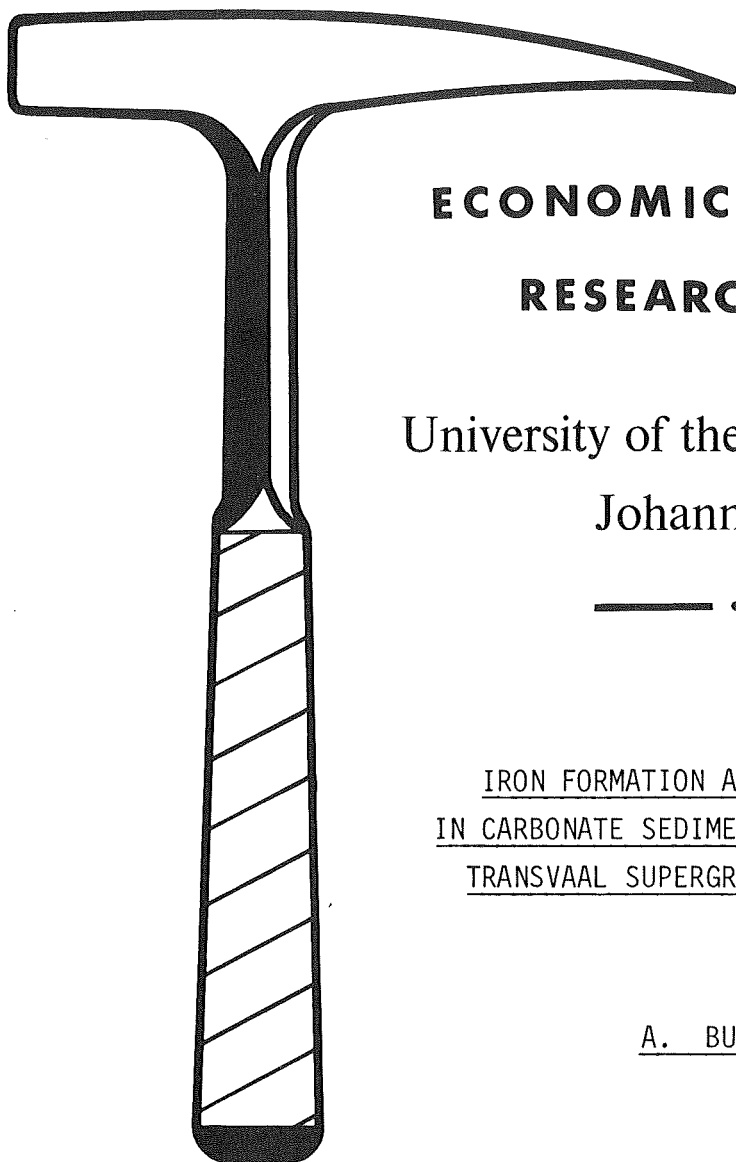 ECONOMIC
RESEARC
University of the
Johann
IRON FORMATION A
IN CARBONATE SEDIME
TRANSVAAL SUPERGR
A. BU